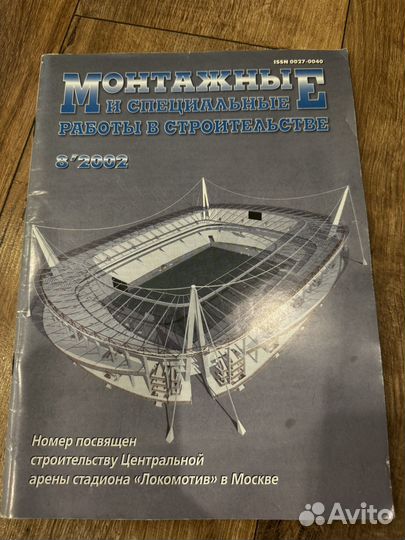 ISSN 0027-0040
МОНТАЖНЫЕ
И СПЕЦИАЛЬНЫЕ
РАБОТЫ В СТРОИТЕЛЬСТВЕ
8'2002
Номер посвящен
строительству Центральной
арены стадиона «Локомотив» в Москве
Avito